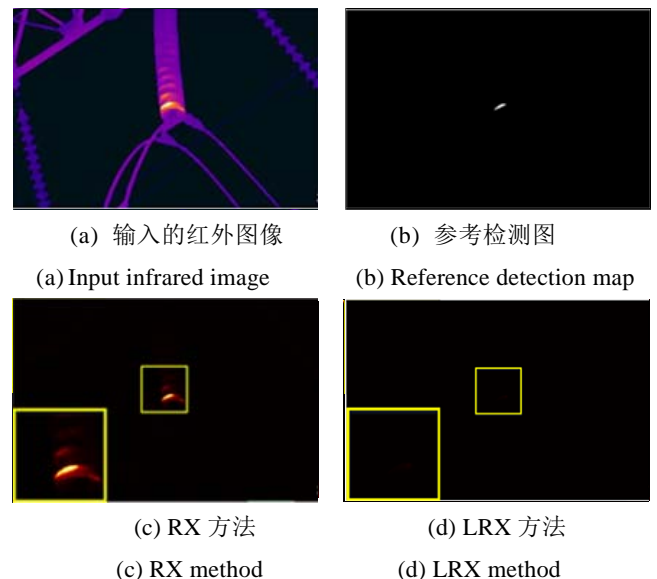 (a) 输入的红外图像
(b) 参考检测图
(a) Input infrared image
(b) Reference detection map
(c) RX 方法
(d) LRX 方法
(c) RX method
(d) LRX method